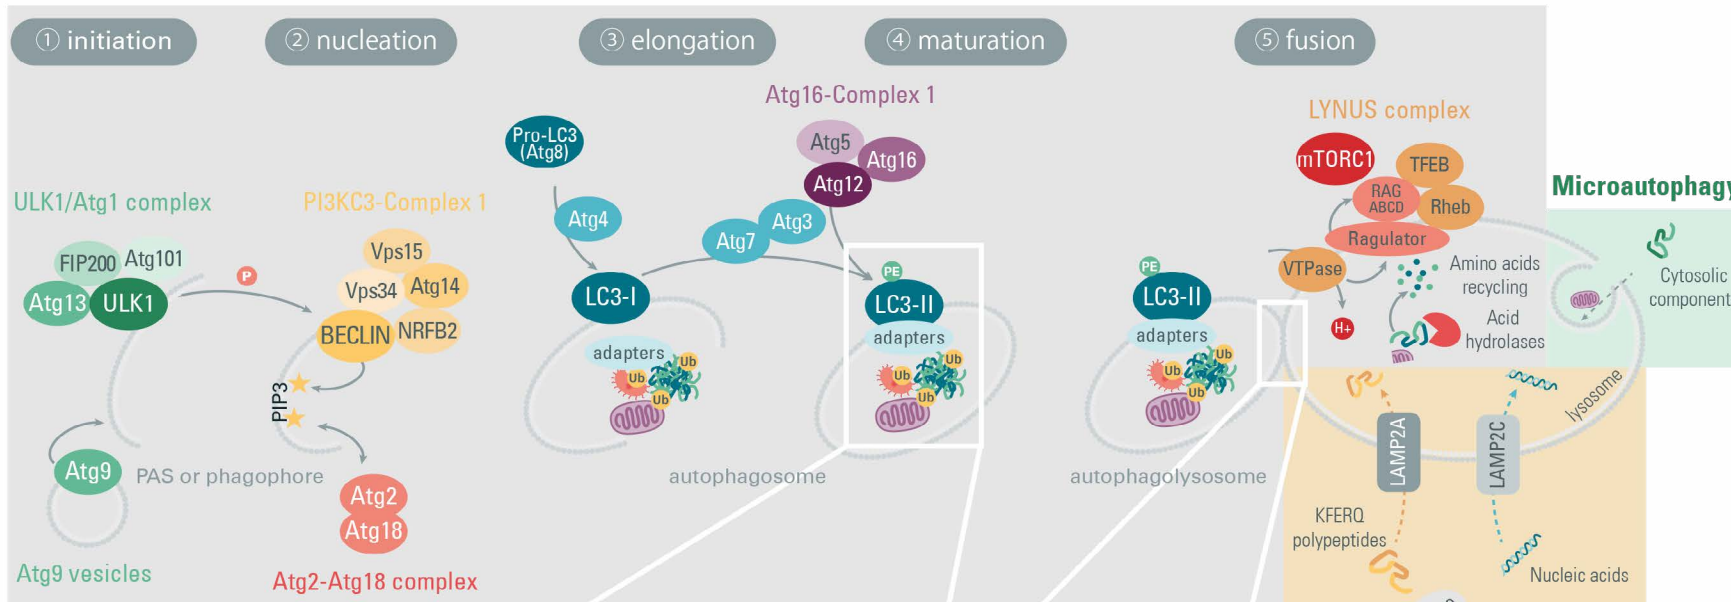 ① initiation
② nucleation
③ elongation
④ maturation
⑤ fusion
Atg16-Complex 1
LYNUS complex
Pro-LC3
(Atg8)
Atg5
Atg16
Atg12
mTORC1
TFEB
RAG
ABCD
Rheb
Ragulator
VTPase
H+
Amino acids
recycling
Acid
hydrolases
Microautophagy
Cytosolic
component
ULK1/Atg1 complex
FIP200
Atg101
Atg13
ULK1
P
PI3KC3-Complex 1
Vps15
Vps34
Atg14
BECLIN
NRFB2
PIP3
Atg4
Atg7
Atg3
LC3-I
adapters
Ub
Ub
Ub
PE
LC3-II
adapters
Ub
Ub
Ub
PE
LC3-II
adapters
Ub
Ub
Ub
Atg9
PAS or phagophore
Atg2
Atg18
autophagosome
autophagolysosome
lysosome
LAMP2A
LAMP2C
KFERQ
polypeptides
Nucleic acids
Atg9 vesicles
Atg2-Atg18 complex